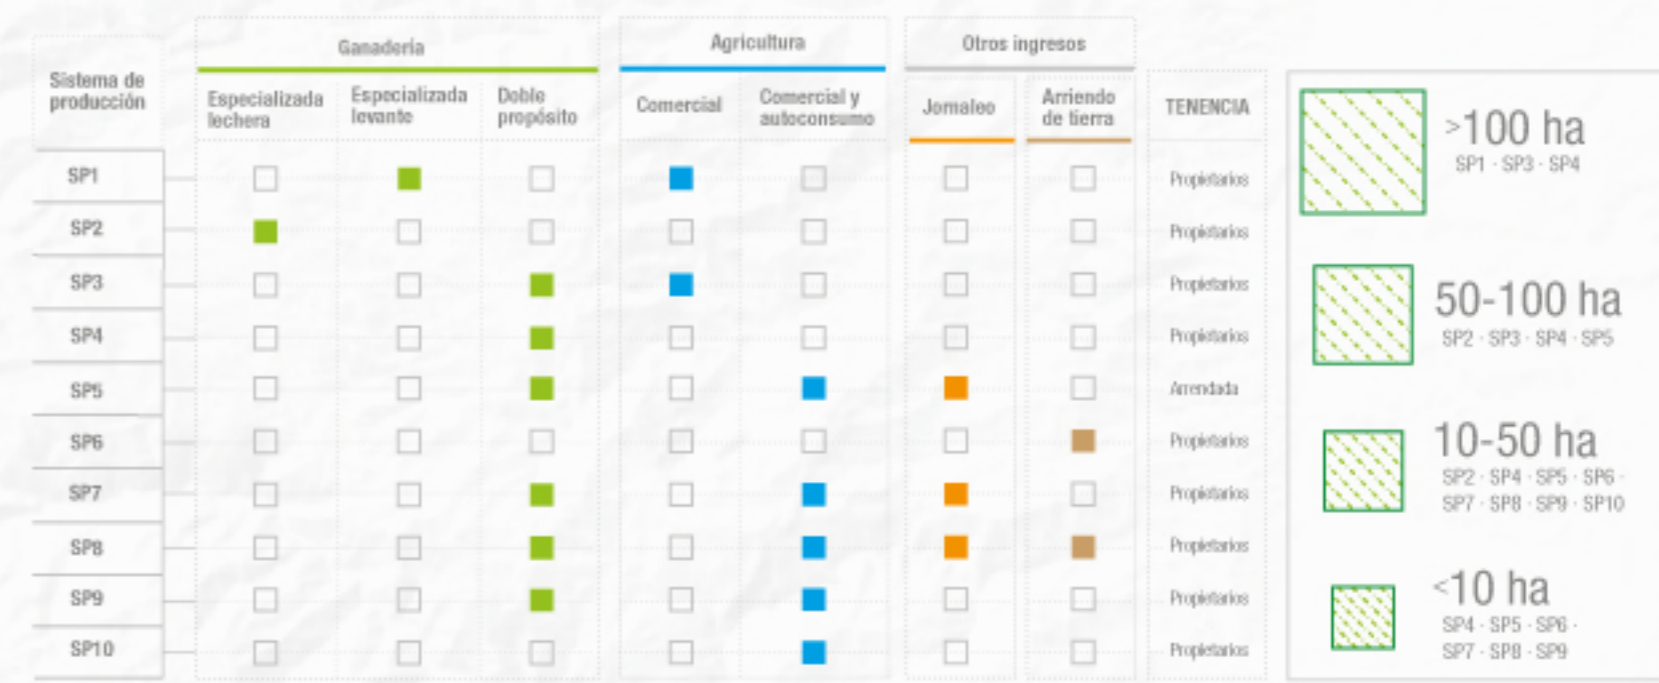 Ganadería
Agricultura
Otros ingresos
Sistema de
producción
Especializada
lechera
Especializada
levante
Doble
propósito
Comercial
Comercial y
autoconsumo
Jornaleo
Arriendo
de tierra
TENENCIA
SP1
Propietarios
SP2
Propietarios
SP3
Propietarios
SP4
Propietarios
SP5
Arrendada
SP6
Propietarios
SP7
Propietarios
SP8
Propietarios
SP9
Propietarios
SP10
Propietarios
>100 ha
SP1 · SP3 · SP4
50-100 ha
SP2 · SP3 · SP4 · SP5
10-50 ha
SP2 · SP4 · SP5 · SP6 ·
SP7 · SP8 · SP9 · SP10
<10 ha
SP4 · SP5 · SP6 ·
SP7 · SP8 · SP9